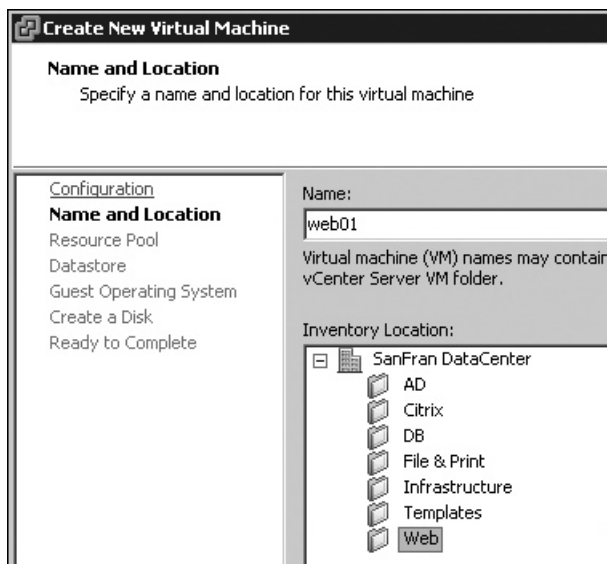 Create New Virtual Machine
Name and Location
Specify a name and location for this virtual machine
Configuration
Name and Location
Resource Pool
Datastore
Guest Operating System
Create a Disk
Ready to Complete
Name:
web01
Virtual machine (VM) names may contain
vCenter Server VM folder.
Inventory Location:
SanFran DataCenter
AD
Citrix
DB
File & Print
Infrastructure
Templates
Web